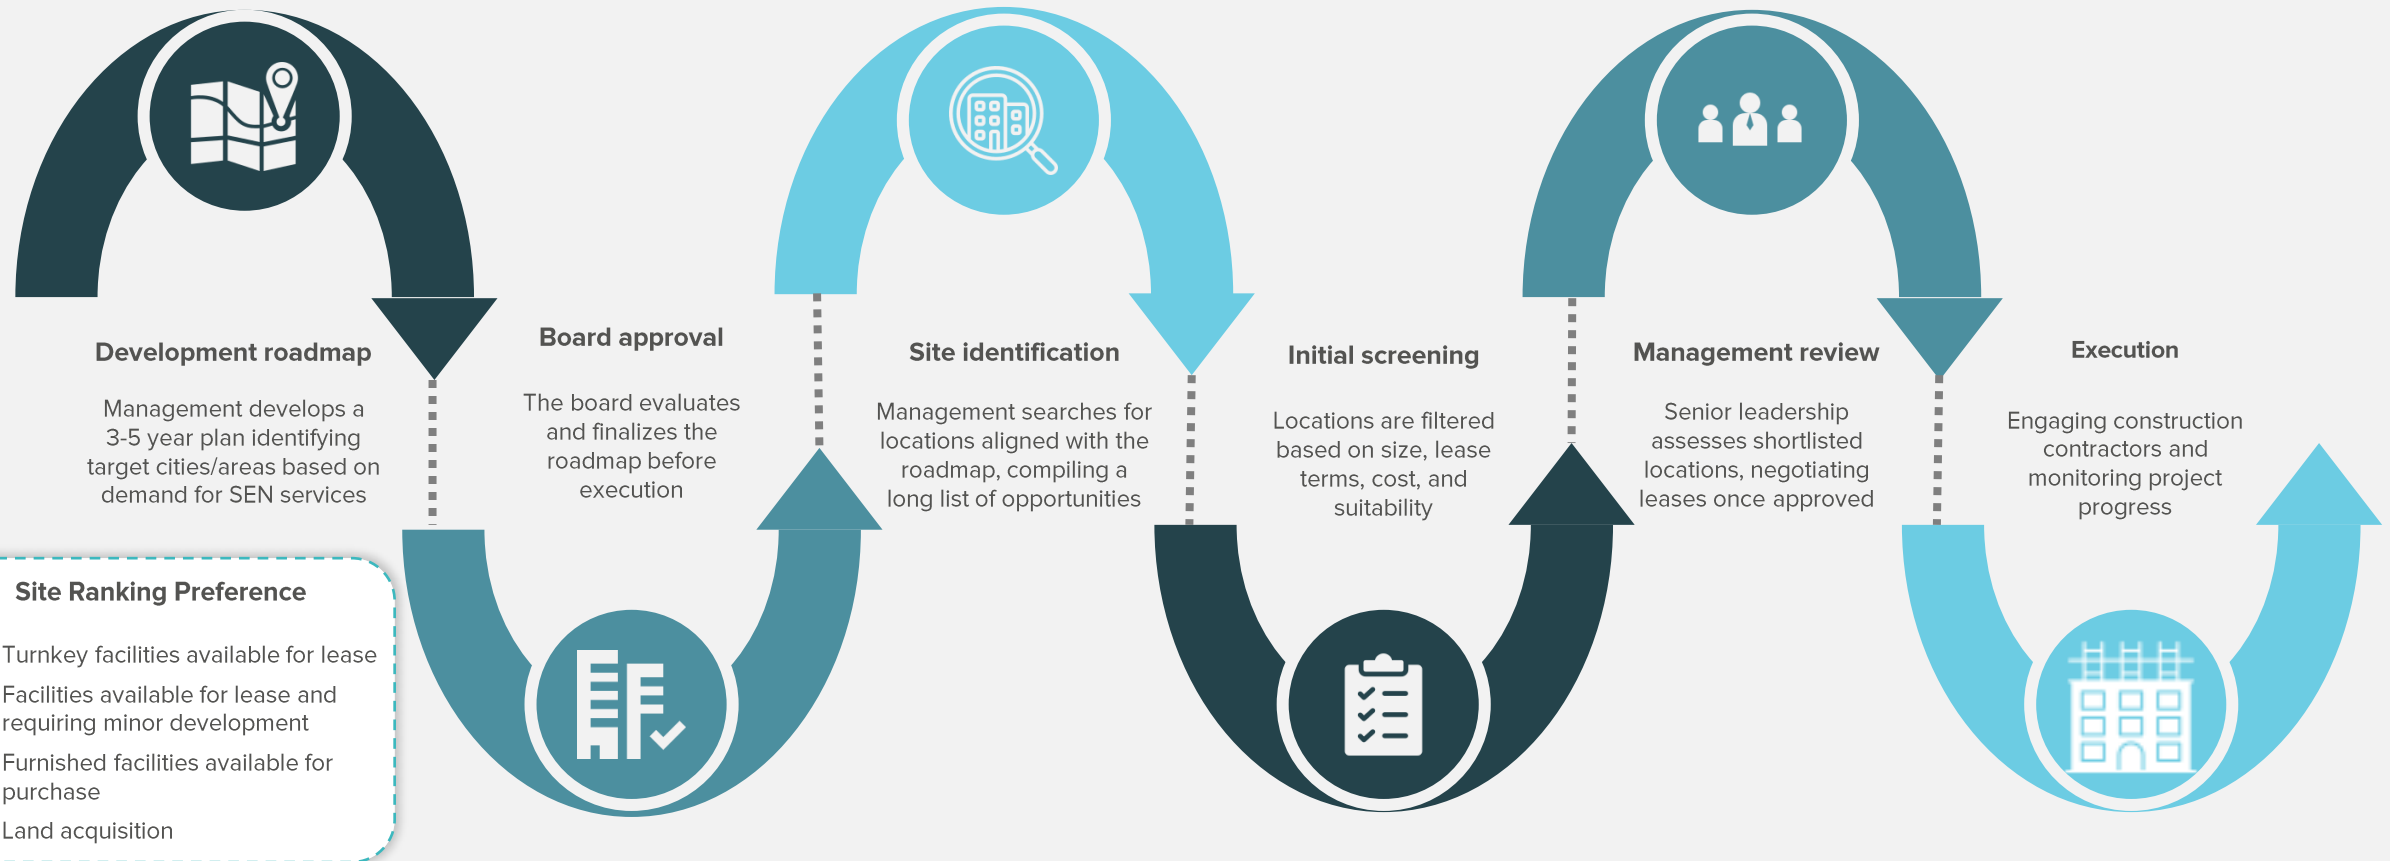 Development roadmap
Management develops a
3-5 year plan identifying
target cities/areas based on
demand for SEN services
Board approval
The board evaluates
and finalizes the
roadmap before
execution
Site identification
Management searches for
locations aligned with the
roadmap, compiling a
long list of opportunities
Initial screening
Locations are filtered
based on size, lease
terms, cost, and
suitability
Management review
Senior leadership
assesses shortlisted
locations, negotiating
leases once approved
Execution
Engaging construction
contractors and
monitoring project
progress
Site Ranking Preference
Turnkey facilities available for lease
Facilities available for lease and
requiring minor development
Furnished facilities available for
purchase
Land acquisition